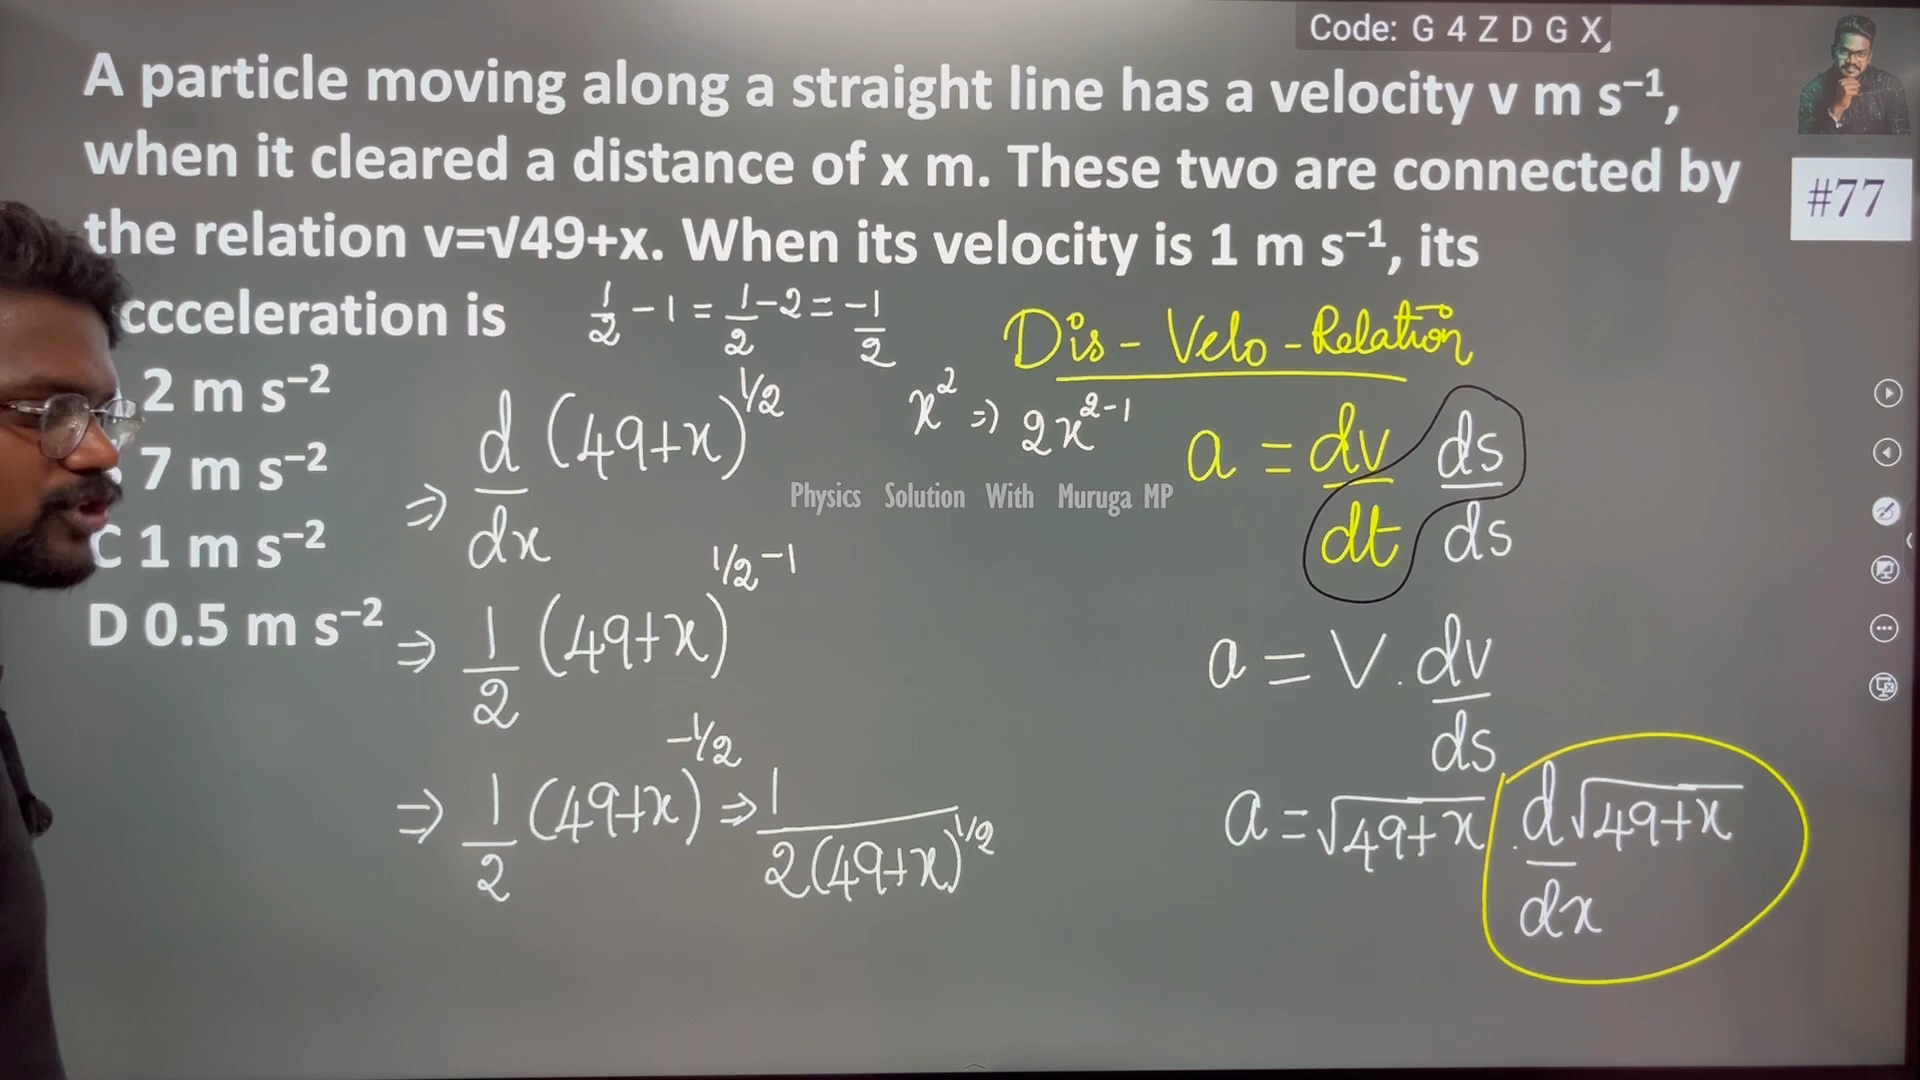 Code: G 4 Z D G X
A particle moving along a straight line has a velocity v m s⁻¹,
when it cleared a distance of x m. These two are connected by
the relation v=√49+x. When its velocity is 1 m s⁻¹, its
ccceleration is
#77
2 m s⁻²
7 m s⁻²
C 1 m s⁻²
D 0.5 m s⁻²
1/2 - 1 = 1-2/2 = -1/2
d/dx (49+x)^1/2
x² ⇒ 2x^2-1
⇒ 1/2 (49+x)^1/2-1
⇒ 1/2 (49+x)^-1/2 ⇒ 1/2(49+x)^1/2
Dis - Velo - Relation
a = dv/dt ds/ds
a = V . dv/ds
a = √49+x . d√49+x/dx
Physics Solution With Muruga MP